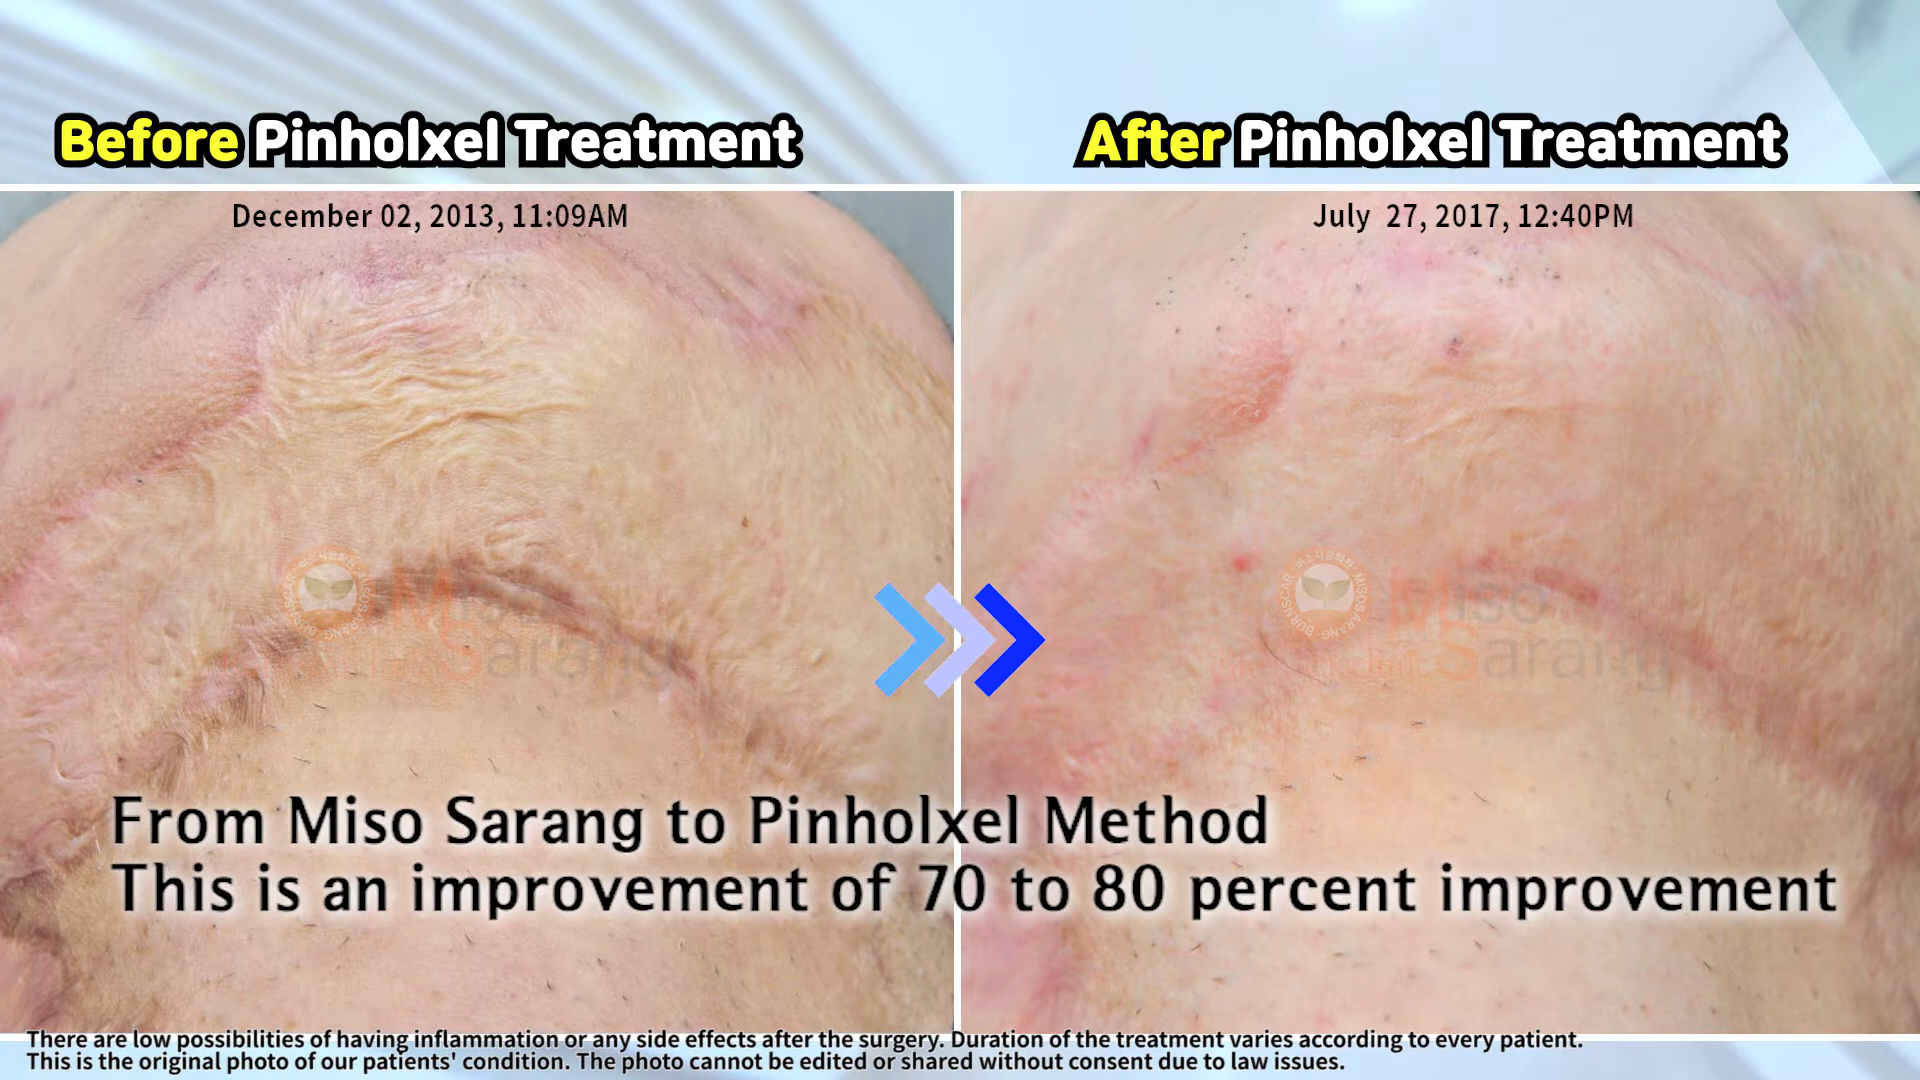 Before Pinholxel Treatment
After Pinholxel Treatment
December 02, 2013, 11:09AM
July 27, 2017, 12:40PM
Miso
Sarang
Miso
Sarang
From Miso Sarang to Pinholxel Method
This is an improvement of 70 to 80 percent improvement
There are low possibilities of having inflammation or any side effects after the surgery. Duration of the treatment varies according to every patient.
This is the original photo of our patients' condition. The photo cannot be edited or shared without consent due to law issues.